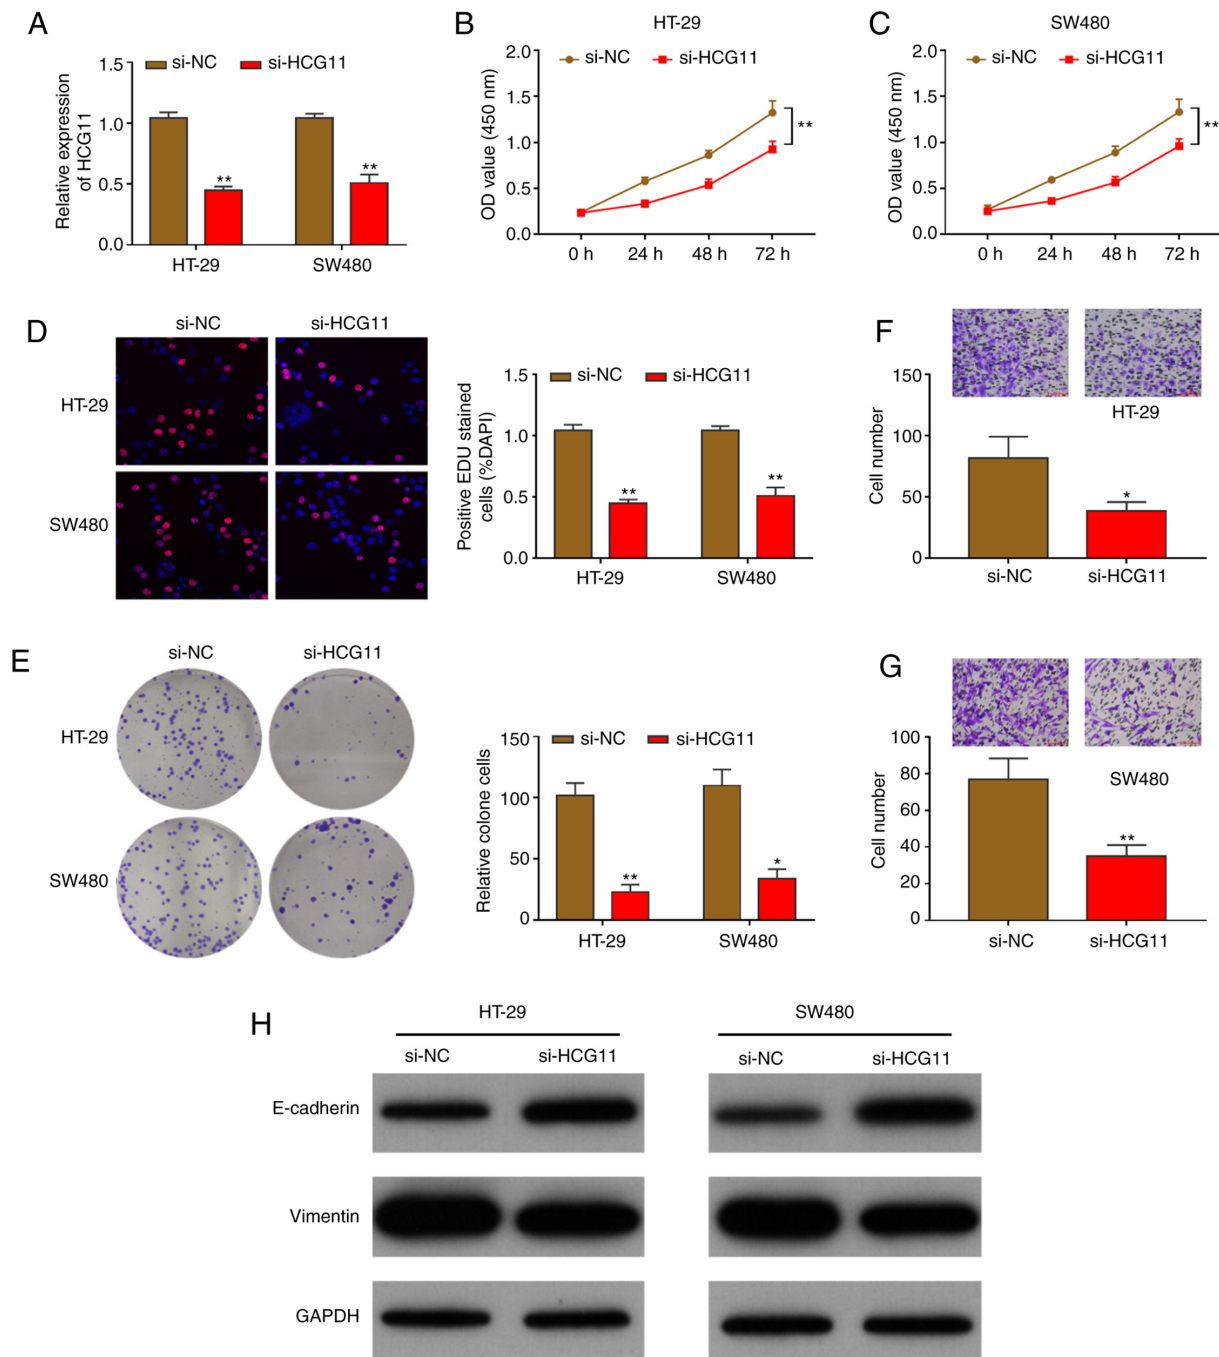 A
Relative expression
of HCG11
1.5
1.0
0.5
0.0
si-NC
si-HCG11
**
**
HT-29
SW480
B
HT-29
OD value (450 nm)
2.0
1.5
1.0
0.5
0.0
si-NC
si-HCG11
**
0 h
24 h
48 h
72 h
C
SW480
OD value (450 nm)
2.0
1.5
1.0
0.5
0.0
si-NC
si-HCG11
**
0 h
24 h
48 h
72 h
D
si-NC
si-HCG11
HT-29
SW480
Positive EDU stained
cells (%DAPI)
1.5
1.0
0.5
0.0
si-NC
si-HCG11
**
**
HT-29
SW480
E
si-NC
si-HCG11
HT-29
SW480
Relative colone cells
150
100
50
0
si-NC
si-HCG11
**
*
HT-29
SW480
F
Cell number
150
100
50
0
HT-29
*
si-NC
si-HCG11
G
Cell number
100
80
60
40
20
0
SW480
**
si-NC
si-HCG11
H
HT-29
SW480
si-NC
si-HCG11
si-NC
si-HCG11
E-cadherin
Vimentin
GAPDH